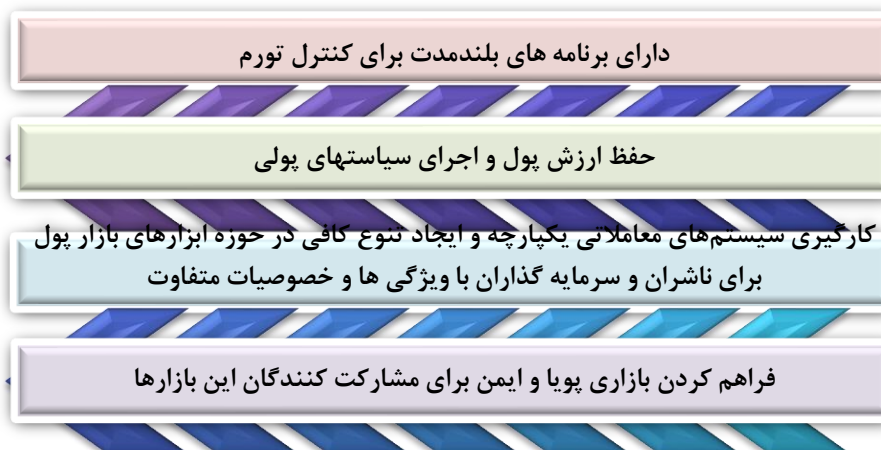 دارای برنامه های بلندمدت برای کنترل تورم
حفظ ارزش پول و اجرای سیاستهای پولی
کارگیری سیستم‌های معاملاتی یکپارچه و ایجاد تنوع کافی در حوزه ابزارهای بازار پول
برای ناشران و سرمایه گذاران با ویژگی ها و خصوصیات متفاوت
فراهم کردن بازاری پویا و ایمن برای مشارکت کنندگان این بازارها